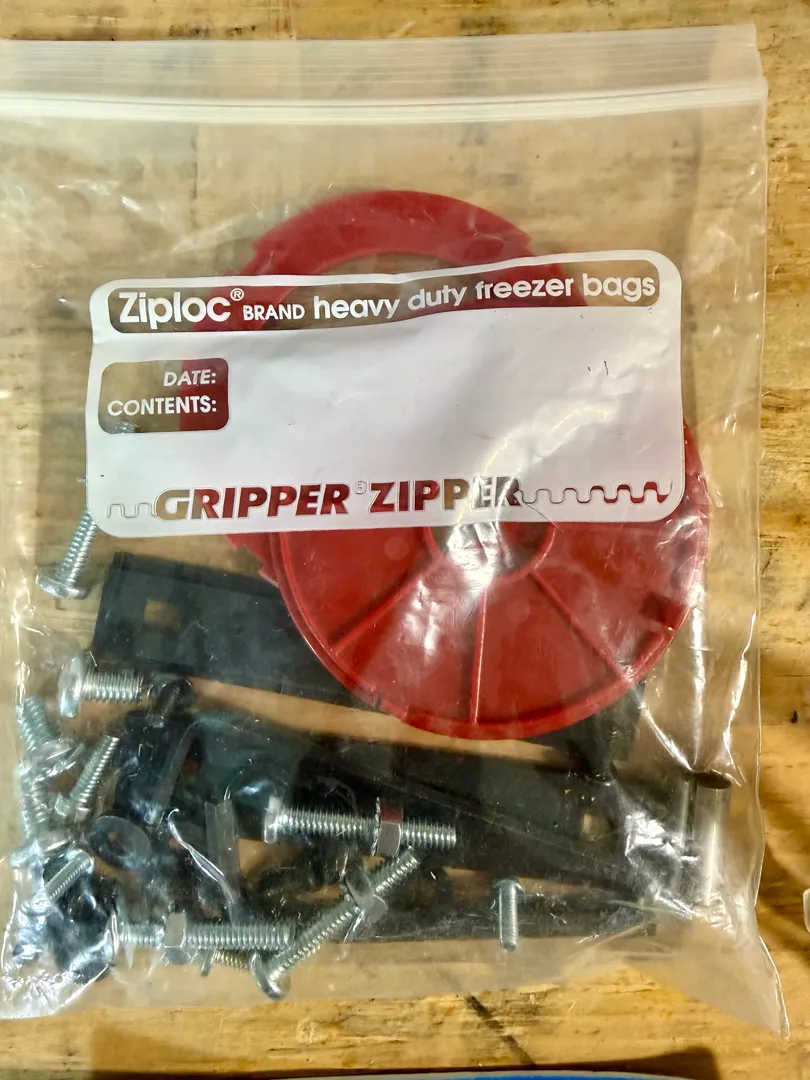 Ziploc® BRAND heavy duty freezer bags
DATE:
CONTENTS:
GRIPPER® ZIPPER